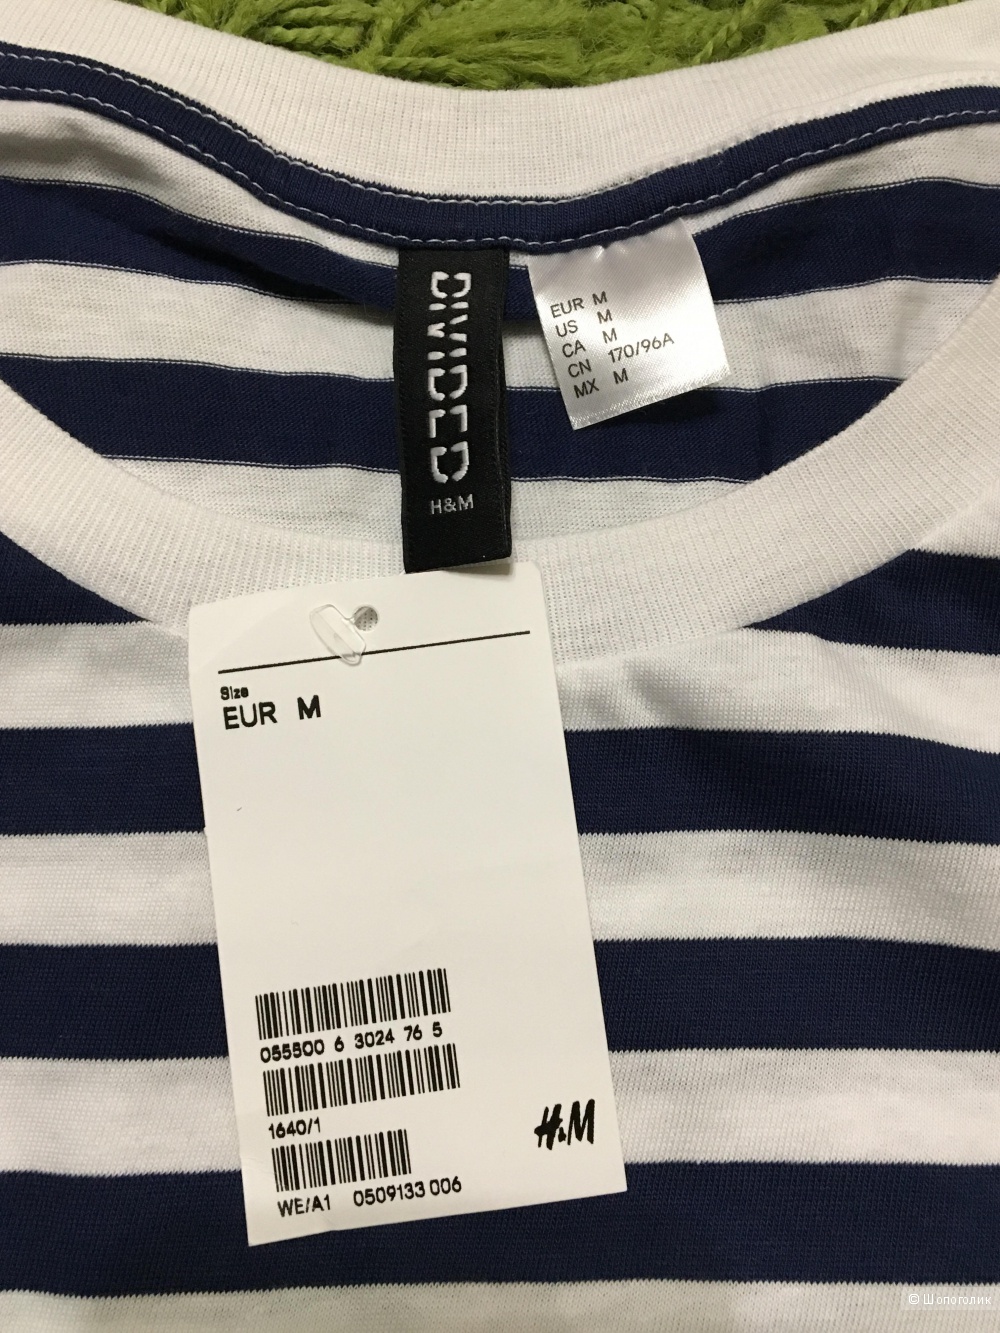 DIVIDED
H&M
EUR M
US M
CA M
CN 170/96A
MX M
Size
EUR M
055500 6 3024 76 5
1640/1
H&M
WE/A1 0509133 006
© Шопоголик